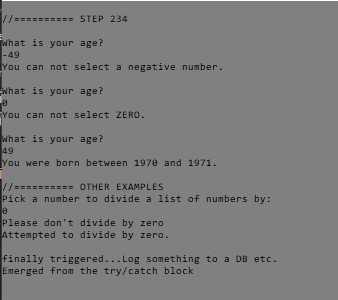 //========== STEP 234
What is your age?
-49
You can not select a negative number.
What is your age?
0
You can not select ZERO.
What is your age?
49
You were born between 1970 and 1971.
//========== OTHER EXAMPLES
Pick a number to divide a list of numbers by:
0
Please don't divide by zero
Attempted to divide by zero.
finally triggered...Log something to a DB etc.
Emerged from the try/catch block